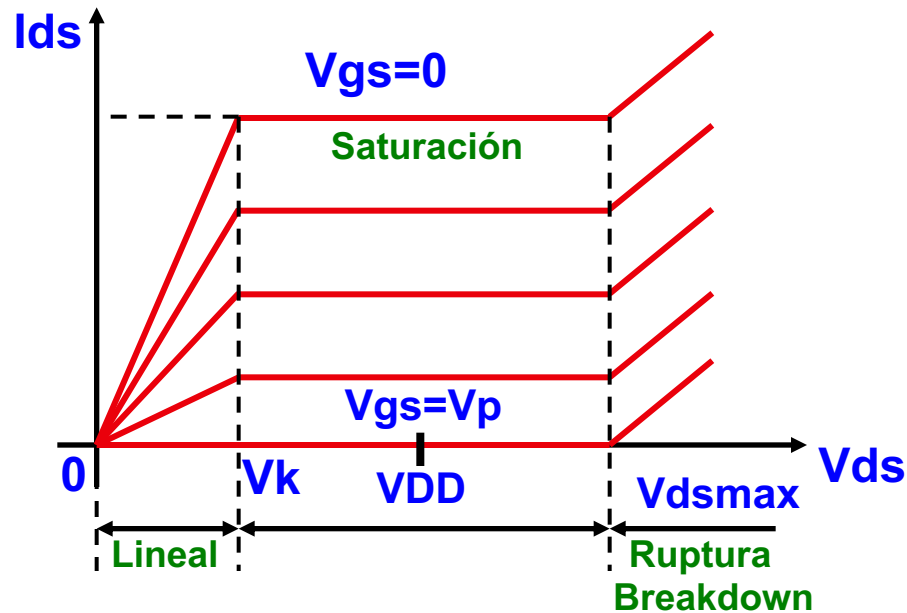 Ids
Vgs=0
Saturación
Vgs=Vp
0
Vk
VDD
Vdsmax
Vds
Lineal
Ruptura
Breakdown